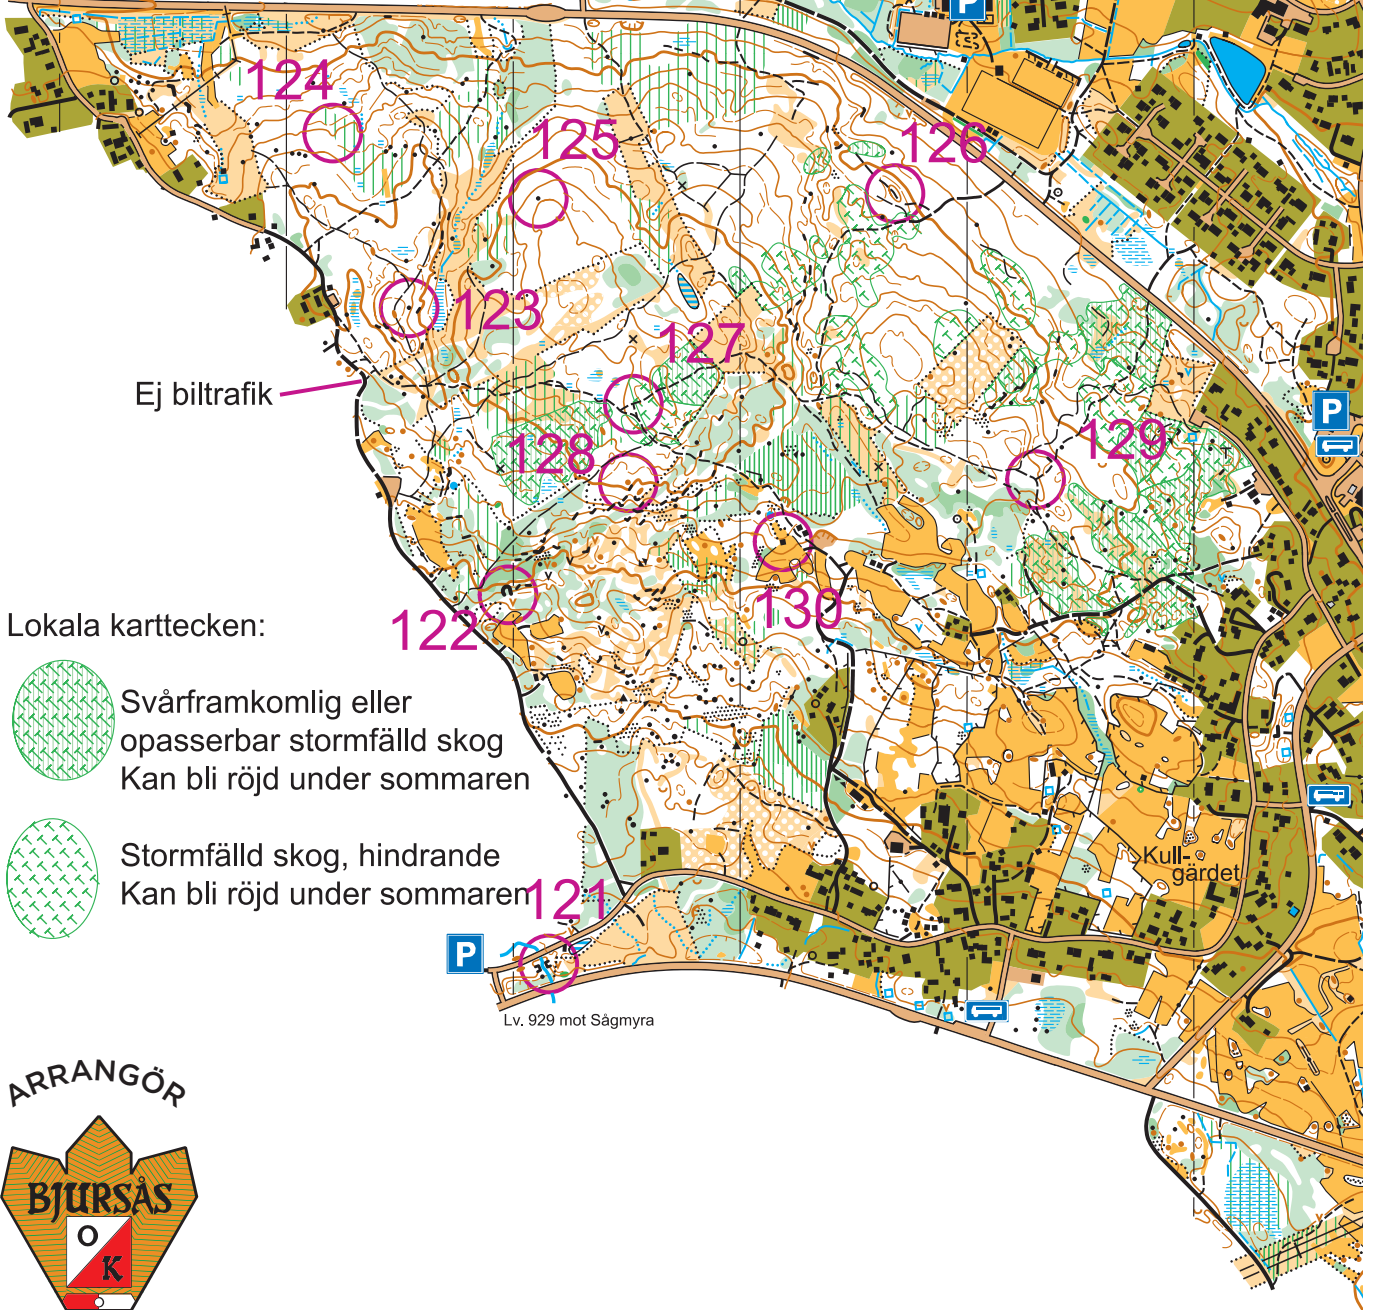 P
124
125
126
123
127
Ej biltrafik
P
128
129
122
130
Lokala karttecken:
Svårframkomlig eller
opasserbar stormfälld skog
Kan bli röjd under sommaren
Stormfälld skog, hindrande
Kan bli röjd under sommaren
Kull-
gärdet
121
P
Lv. 929 mot Sågmyra
ARRANGÖR
BJURSÅS
O
K